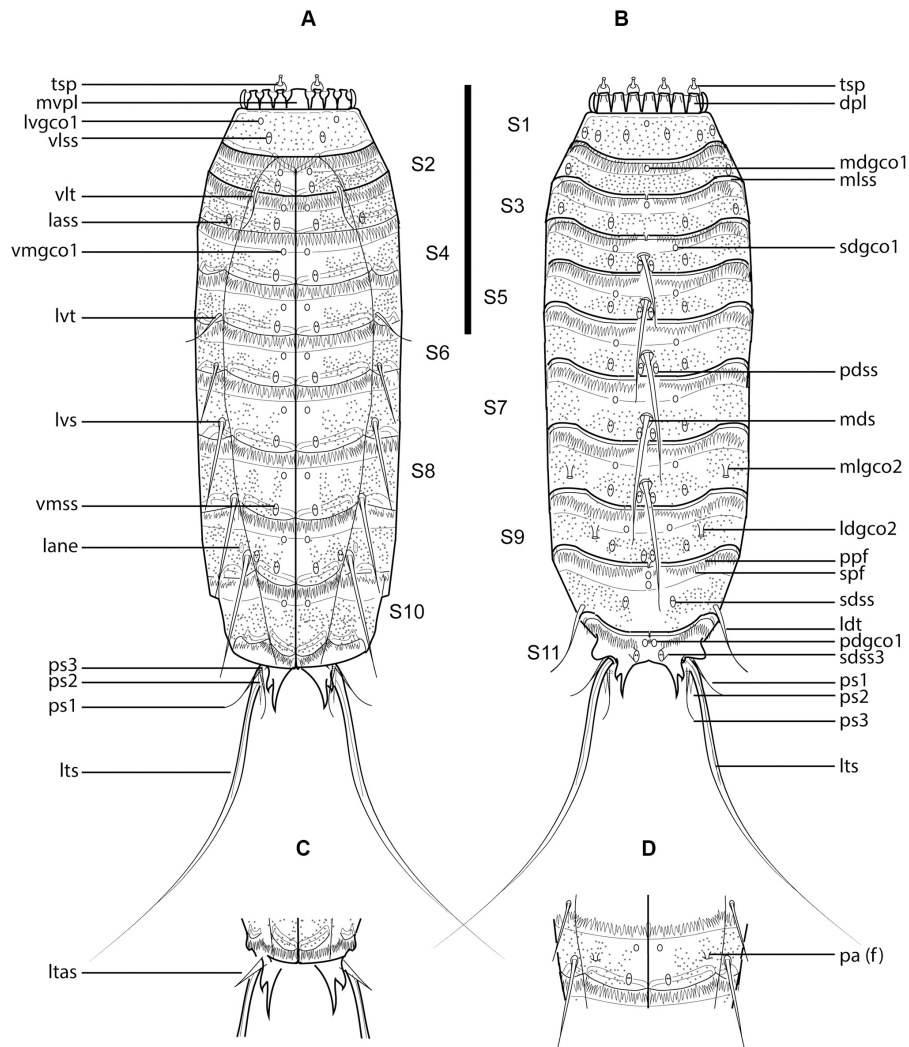 A
B
tsp
mvpl
lvgco1
vlss
vlt
lass
vmgco1
lvt
lvs
vmss
lane
ps3
ps2
ps1
lts
S2
S4
S6
S8
S10
S1
S3
S5
S7
S9
S11
tsp
dpl
mdgco1
mlss
sdgco1
pdss
mds
mlgco2
ldgco2
ppf
spf
sdss
ldt
pdgco1
sdss3
ps1
ps2
ps3
lts
C
D
ltas
pa (f)